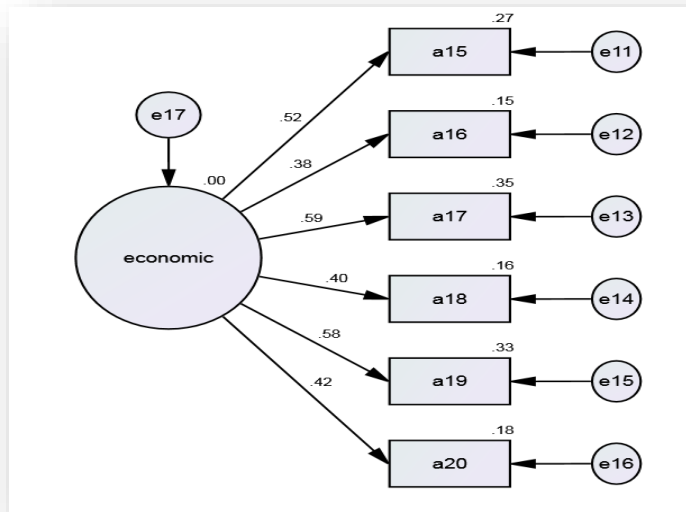 .27
a15
e11
.52
e17
.15
a16
e12
.38
.00
.35
a17
e13
.59
economic
.16
a18
e14
.40
.33
a19
e15
.58
.42
.18
a20
e16